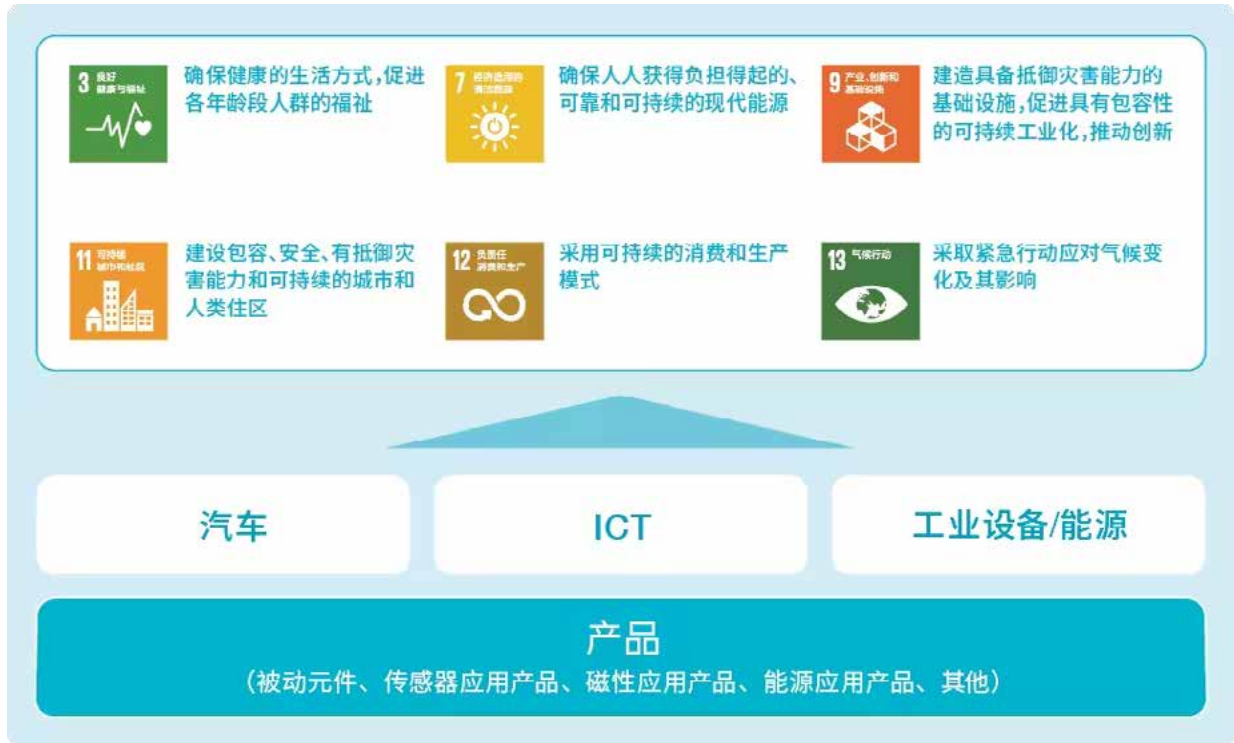 3 良好
健康与福祉
确保健康的生活方式,促进
各年龄段人群的福祉
7 经济适用的
清洁能源
确保人人获得负担得起的、
可靠和可持续的现代能源
9 产业、创新和
基础设施
建造具备抵御灾害能力的
基础设施,促进具有包容性
的可持续工业化,推动创新
11 可持续
城市和社区
建设包容、安全、有抵御灾
害能力和可持续的城市和
人类住区
12 负责任
消费和生产
采用可持续的消费和生产
模式
13 气候行动
采取紧急行动应对气候变
化及其影响
汽车
ICT
工业设备/能源
产品
(被动元件、传感器应用产品、磁性应用产品、能源应用产品、其他)